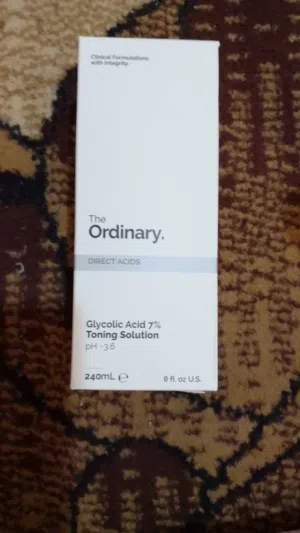 Clinical Formulations
with Integrity.
The
Ordinary.
DIRECT ACIDS
Glycolic Acid 7%
Toning Solution
pH ~3.6
240mL ℮ 8 fl. oz U.S.